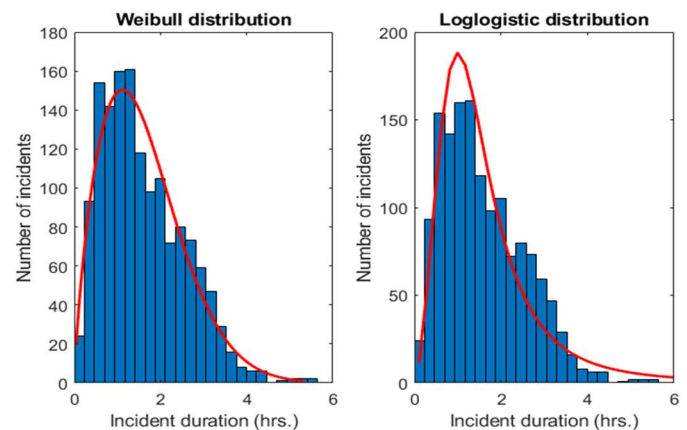 Weibull distribution
180
160
140
120
100
80
60
40
20
0
Number of incidents
0 2 4 6
Incident duration (hrs.)
Loglogistic distribution
200
150
100
50
0
Number of incidents
0 2 4 6
Incident duration (hrs.)